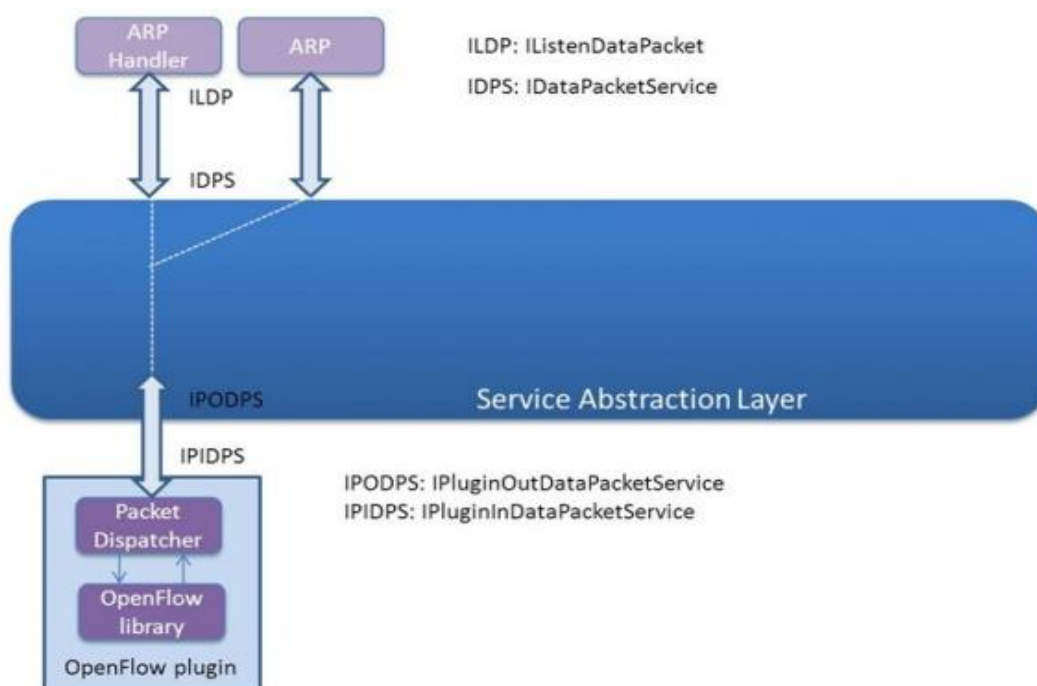 ARP
Handler
ARP
ILDP: IListenDataPacket
IDPS: IDataPacketService
ILDP
IDPS
IPODPS
Service Abstraction Layer
IPIDPS
IPODPS: IPluginOutDataPacketService
IPIDPS: IPluginInDataPacketService
Packet
Dispatcher
OpenFlow
library
OpenFlow plugin